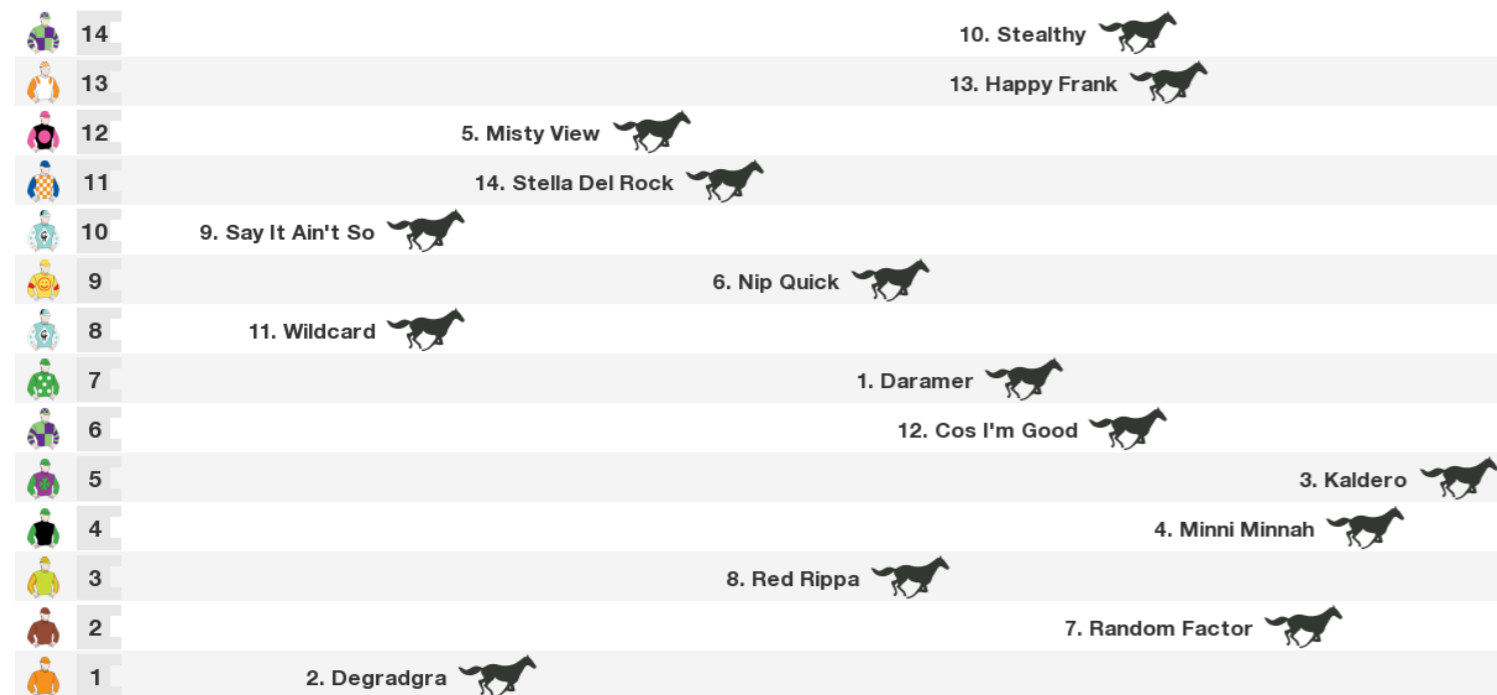 14 10. Stealthy
13 13. Happy Frank
12 5. Misty View
11 14. Stella Del Rock
10 9. Say It Ain't So
9 6. Nip Quick
8 11. Wildcard
7 1. Daramer
6 12. Cos I'm Good
5 3. Kaldero
4 4. Minni Minnah
3 8. Red Rippa
2 7. Random Factor
1 2. Degradgra